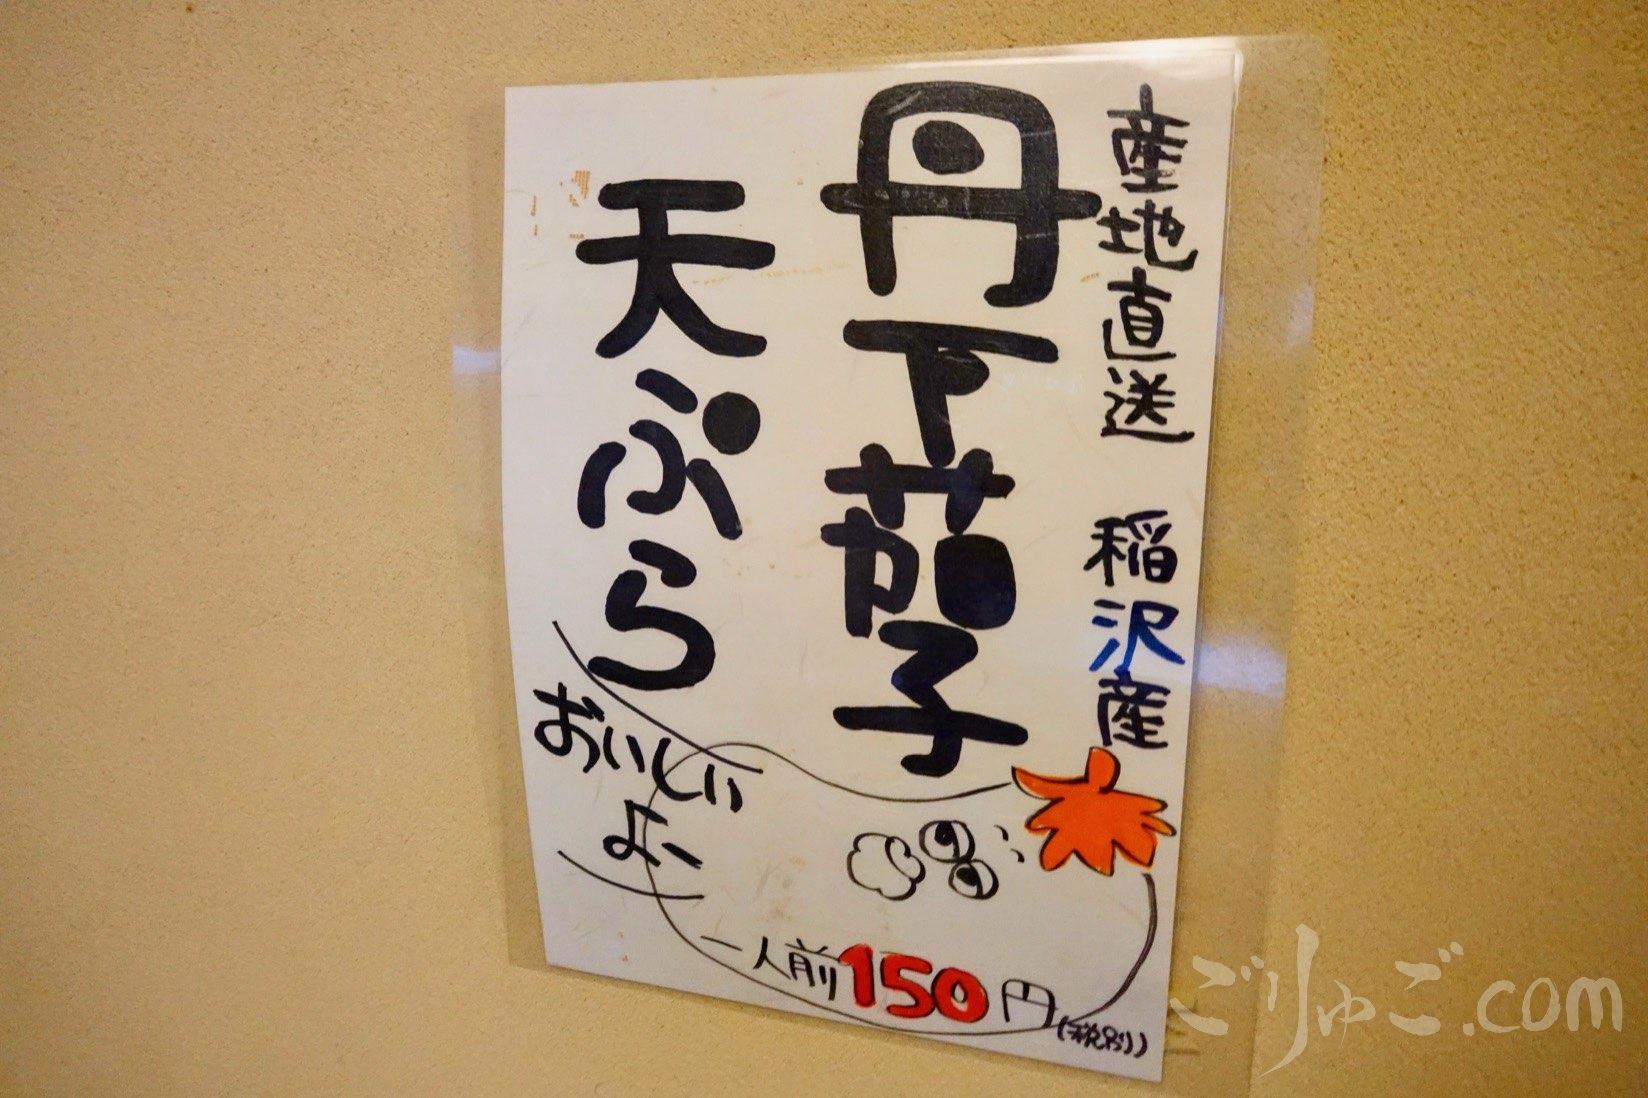 産地直送 稲沢産
丹下茄子
天ぷら
おいしい
よー
一人前150円
(税別)
ごりゅご.com